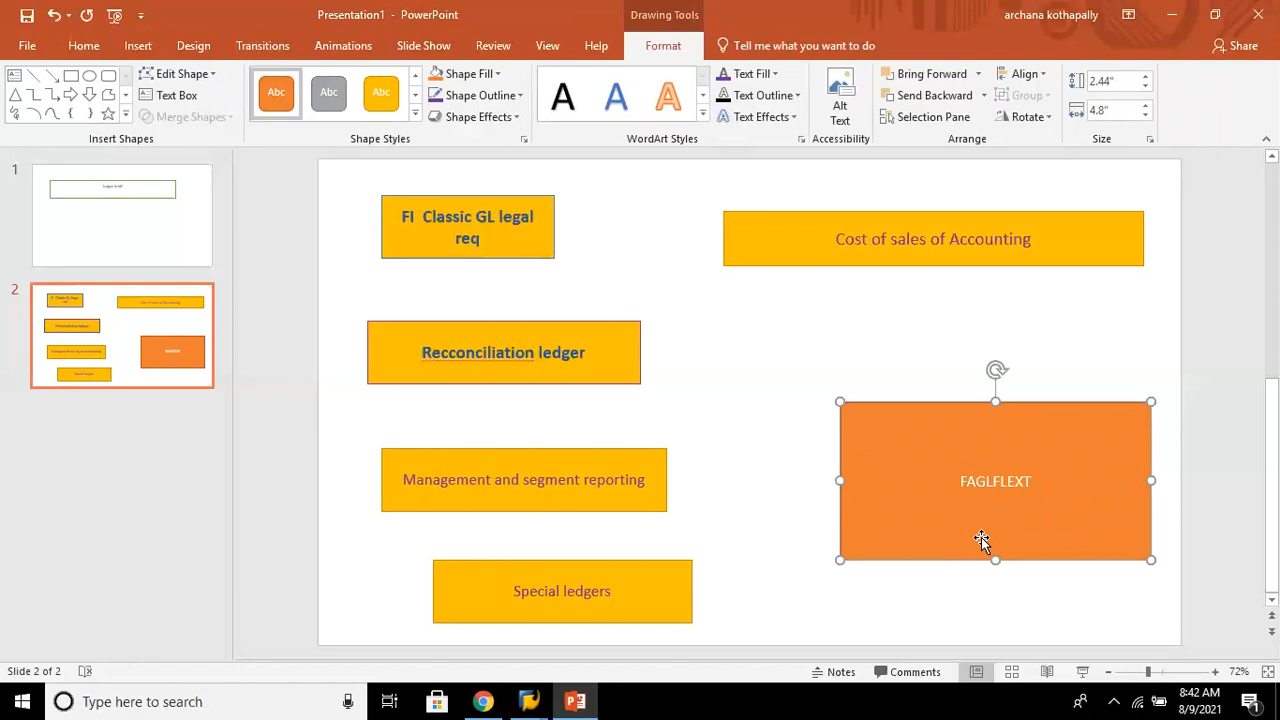 Presentation1 - PowerPoint
Drawing Tools
archana kothapally
File
Home
Insert
Design
Transitions
Animations
Slide Show
Review
View
Help
Format
Tell me what you want to do
Share
Edit Shape
Text Box
Merge Shapes
Insert Shapes
Abc
Abc
Abc
Shape Fill
Shape Outline
Shape Effects
Shape Styles
A
A
A
Text Fill
Text Outline
Text Effects
WordArt Styles
Alt
Text
Accessibility
Bring Forward
Send Backward
Selection Pane
Align
Group
Rotate
Arrange
2.44"
4.8"
Size
1
2
FI Classic GL legal
req
Cost of sales of Accounting
Recconciliation ledger
Management and segment reporting
FAGLFLEXT
Special ledgers
Slide 2 of 2
Notes
Comments
72%
Type here to search
8:42 AM
8/9/2021
1